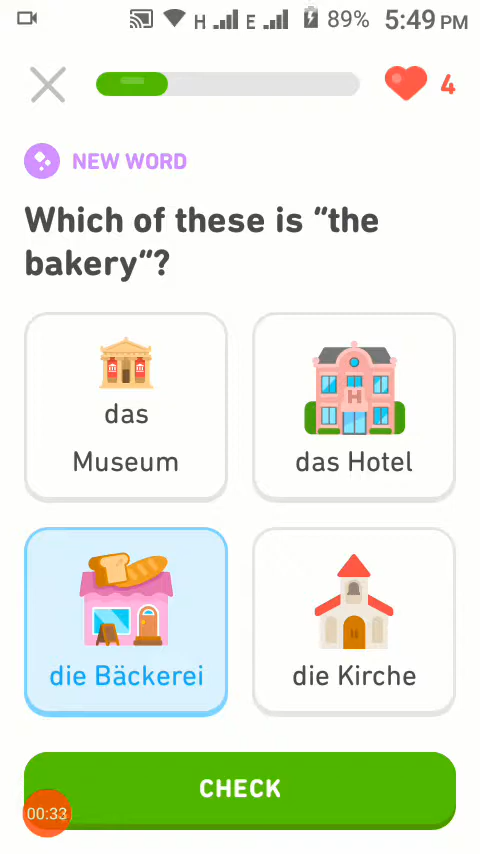 H E 89% 5:49 PM
4
NEW WORD
Which of these is "the
bakery"?
das
Museum
H
das Hotel
die Bäckerei
die Kirche
CHECK
00:33